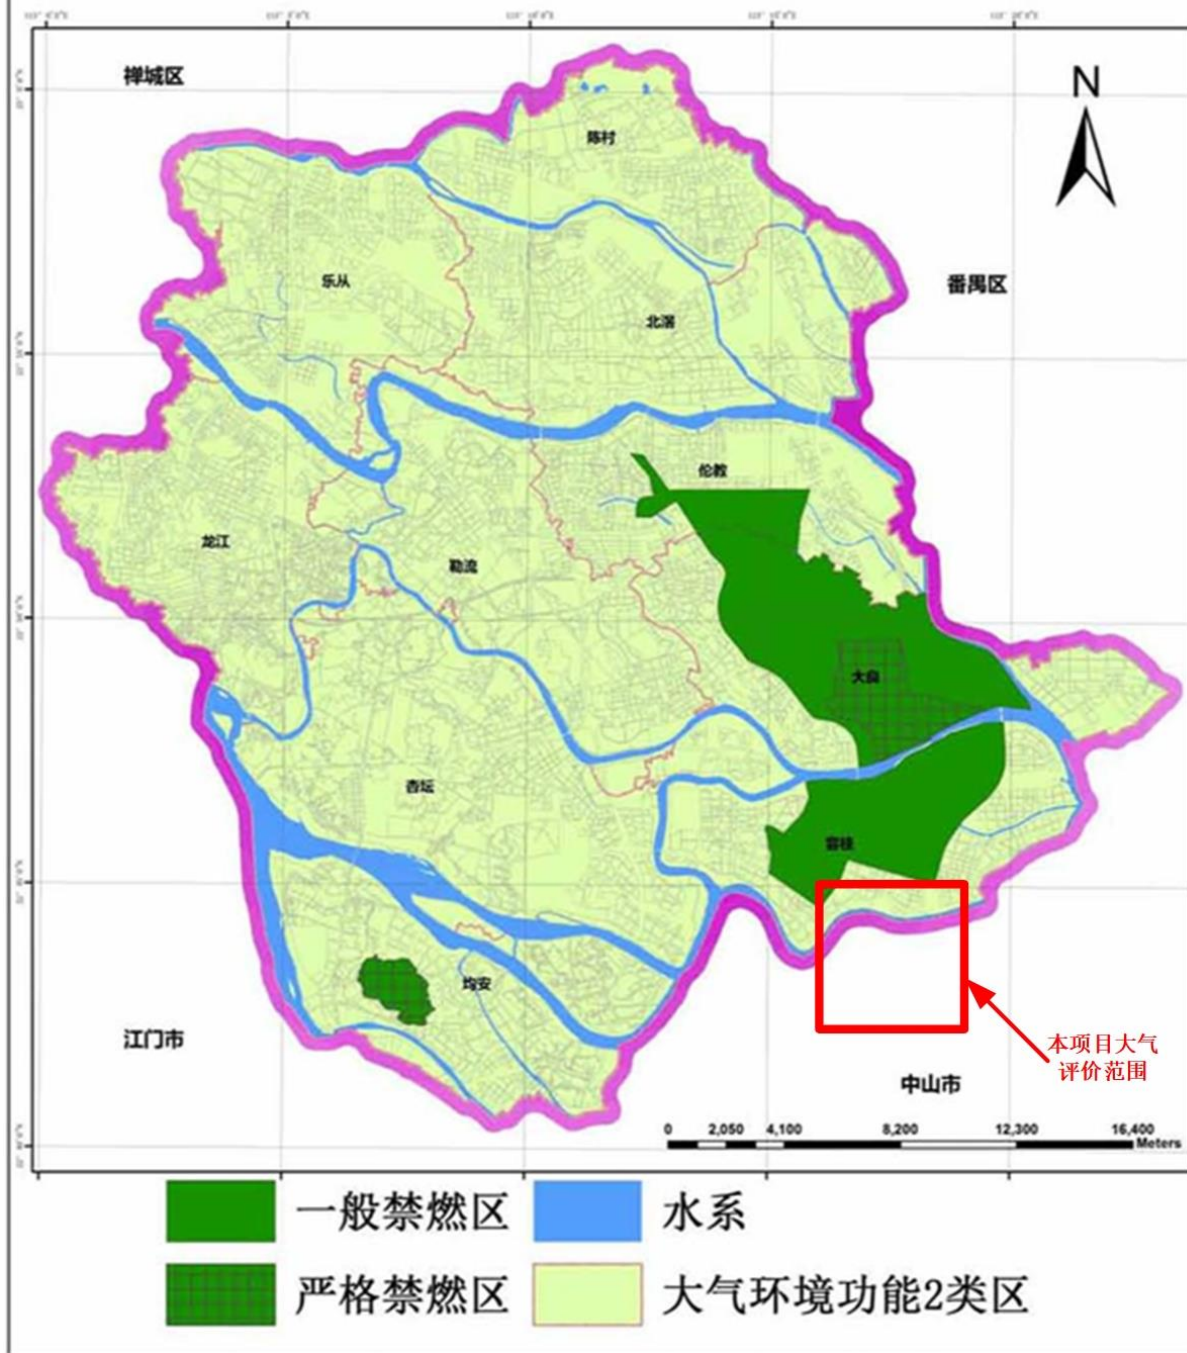 禅城区
N
陈村
番禺区
乐从
北滘
伦教
龙江
勒流
大良
杏坛
容桂
均安
江门市
本项目大气
评价范围
中山市
0 2,050 4,100 8,200 12,300 16,400
Meters
一般禁燃区
水系
严格禁燃区
大气环境功能2类区